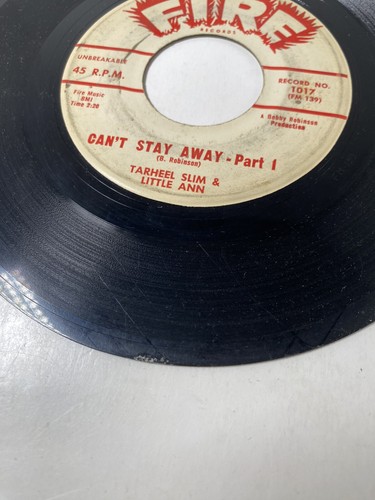 FIRE
RECORDS
UNBREAKABLE
45 R.P.M.
RECORD NO.
1017
(FM 139)
Fire Music
BMI
Time 2:26
A Bobby Robinson
Production
CAN'T STAY AWAY - Part 1
(B. Robinson)
TARHEEL SLIM &
LITTLE ANN